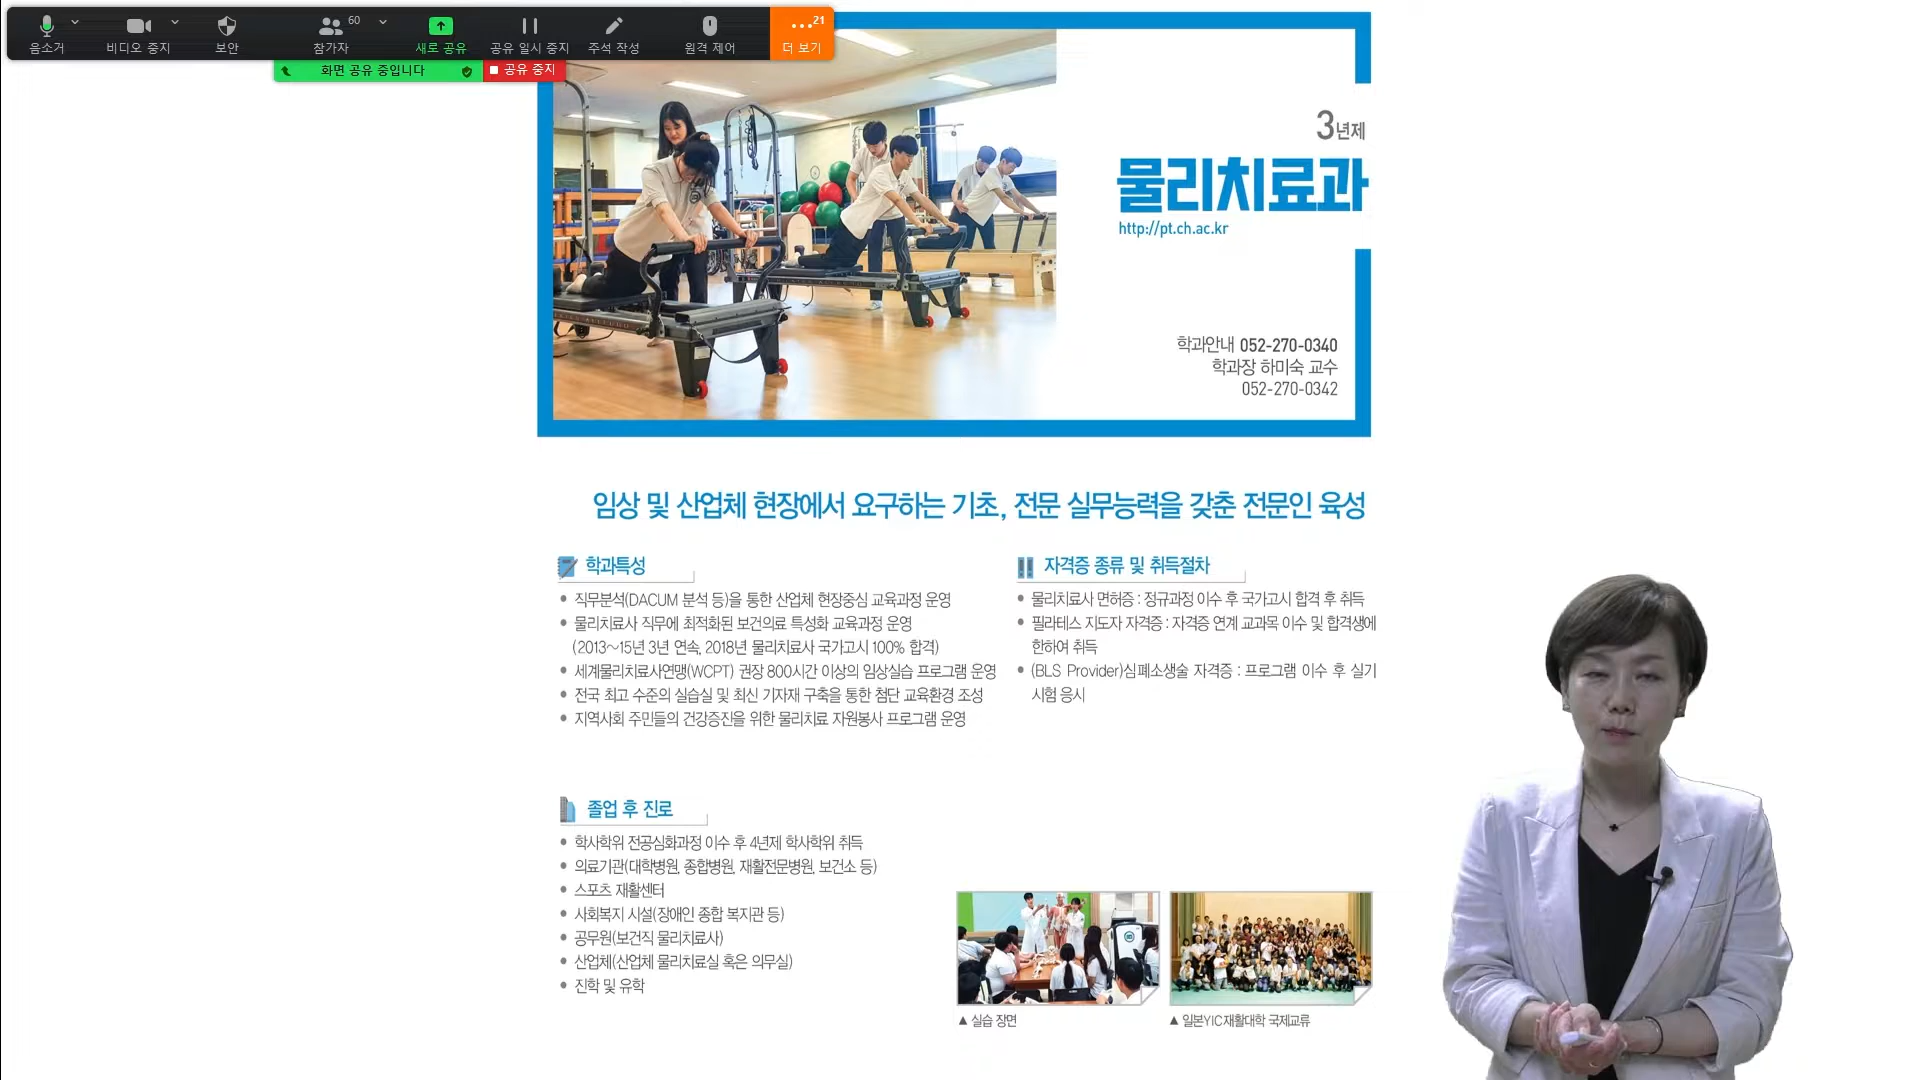 음소거
비디오 중지
보안
60
참가자
새로 공유
공유 일시 중지
주석 작성
원격 제어
21
더 보기
화면 공유 중입니다
공유 중지
3년제
물리치료과
http://pt.ch.ac.kr
학과안내 052-270-0340
학과장 하미숙 교수
052-270-0342
임상 및 산업체 현장에서 요구하는 기초, 전문 실무능력을 갖춘 전문인 육성
학과특성
• 직무분석(DACUM 분석 등)을 통한 산업체 현장중심 교육과정 운영
• 물리치료사 직무에 최적화된 보건의료 특성화 교육과정 운영
(2013~15년 3년 연속, 2018년 물리치료사 국가고시 100% 합격)
• 세계물리치료사연맹(WCPT) 권장 800시간 이상의 임상실습 프로그램 운영
• 전국 최고 수준의 실습실 및 최신 기자재 구축을 통한 첨단 교육환경 조성
• 지역사회 주민들의 건강증진을 위한 물리치료 자원봉사 프로그램 운영
자격증 종류 및 취득절차
• 물리치료사 면허증 : 정규과정 이수 후 국가고시 합격 후 취득
• 필라테스 지도자 자격증 : 자격증 연계 교과목 이수 및 합격생에
한하여 취득
• (BLS Provider)심폐소생술 자격증 : 프로그램 이수 후 실기
시험 응시
졸업 후 진로
• 학사학위 전공심화과정 이수 후 4년제 학사학위 취득
• 의료기관(대학병원, 종합병원, 재활전문병원, 보건소 등)
• 스포츠 재활센터
• 사회복지 시설(장애인 종합 복지관 등)
• 공무원(보건직 물리치료사)
• 산업체(산업체 물리치료실 혹은 의무실)
• 진학 및 유학
▲ 실습 장면
▲ 일본YIC재활대학 국제교류